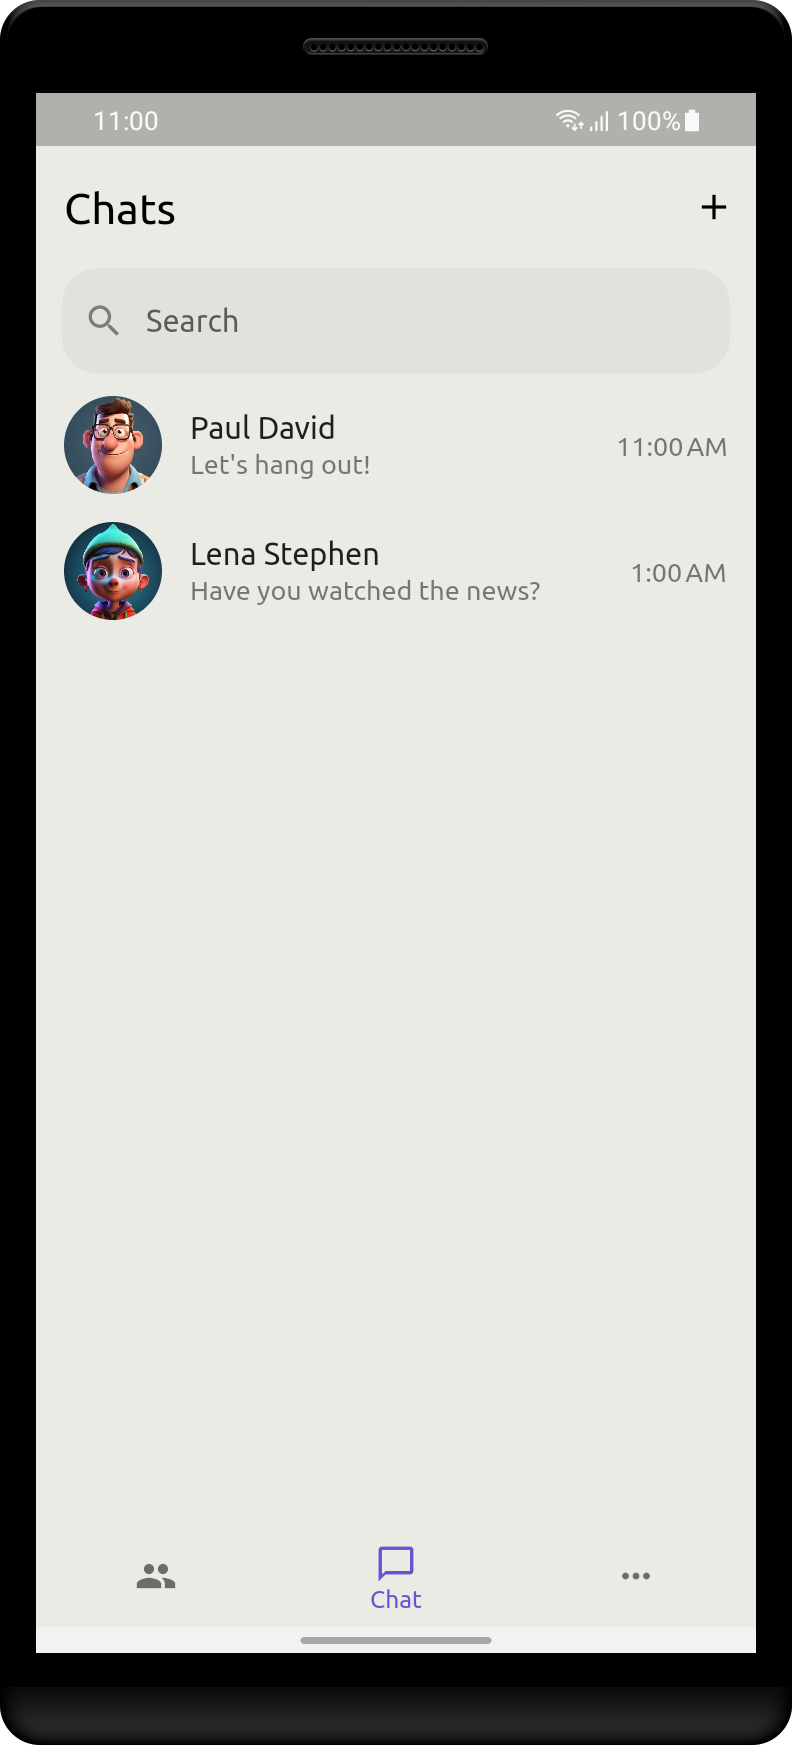 11:00 100%
Chats
Search
Paul David
Let's hang out!
11:00 AM
Lena Stephen
Have you watched the news?
1:00 AM
Chat